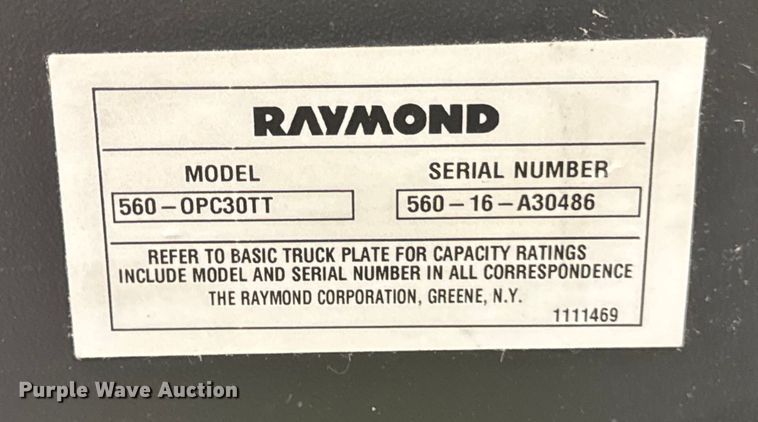 RAYMOND
MODEL SERIAL NUMBER
560-OPC30TT 560-16-A30486
REFER TO BASIC TRUCK PLATE FOR CAPACITY RATINGS
INCLUDE MODEL AND SERIAL NUMBER IN ALL CORRESPONDENCE
THE RAYMOND CORPORATION, GREENE, N.Y.
1111469
Purple Wave Auction